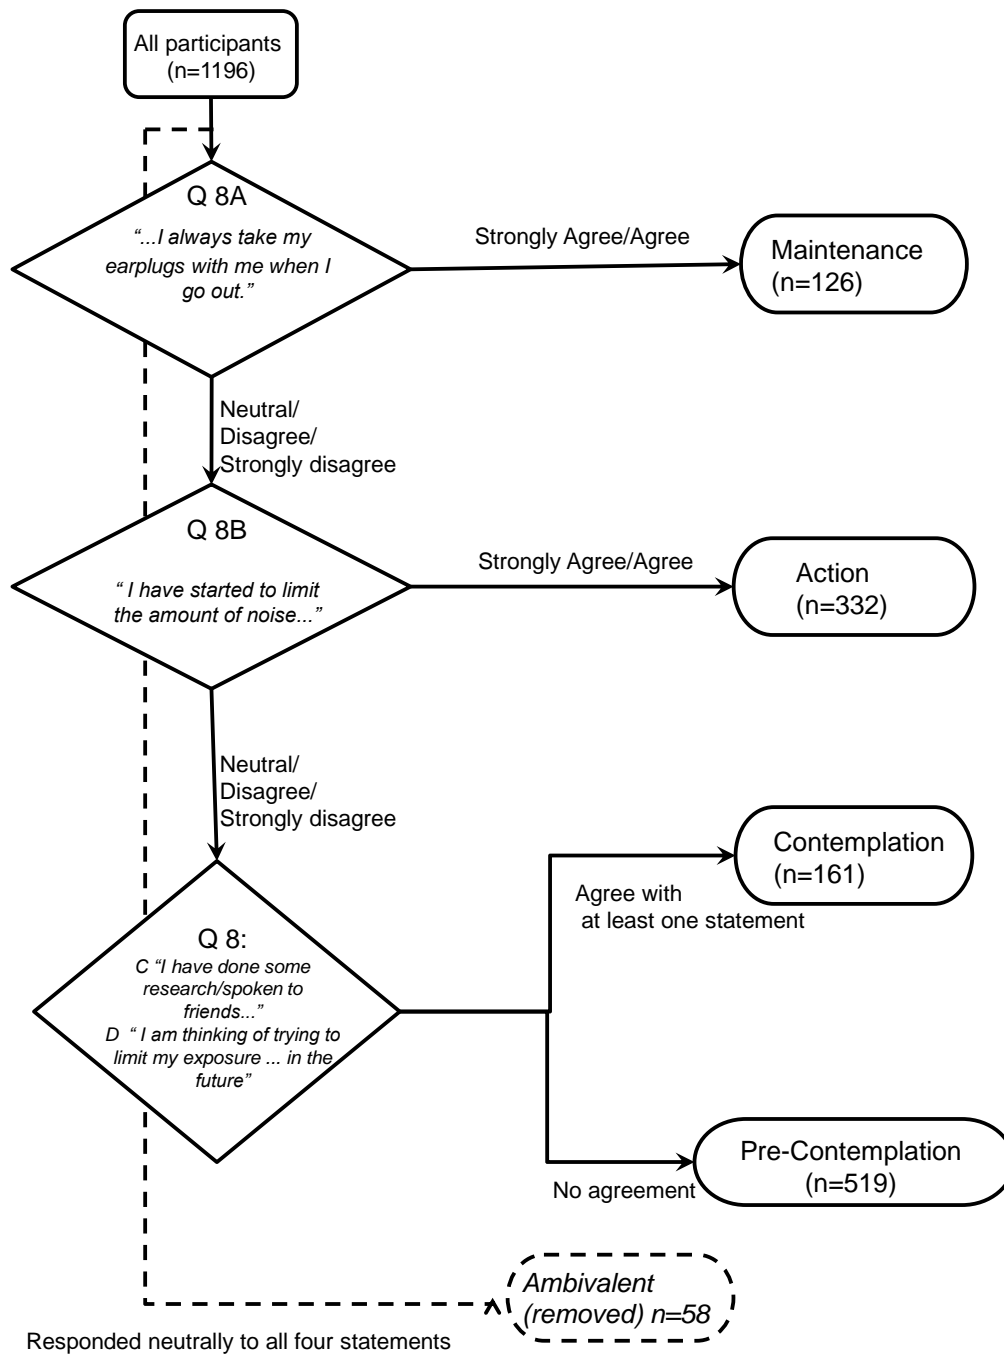 All participants
(n=1196)
Q 8A
“...I always take my
earplugs with me when I
go out.”
Strongly Agree/Agree
Maintenance
(n=126)
Neutral/
Disagree/
Strongly disagree
Q 8B
“ I have started to limit
the amount of noise...”
Strongly Agree/Agree
Action
(n=332)
Neutral/
Disagree/
Strongly disagree
Q 8:
C “I have done some
research/spoken to
friends...”
D “ I am thinking of trying to
limit my exposure ... in the
future”
Agree with
at least one statement
Contemplation
(n=161)
No agreement
Pre-Contemplation
(n=519)
Ambivalent
(removed) n=58
Responded neutrally to all four statements